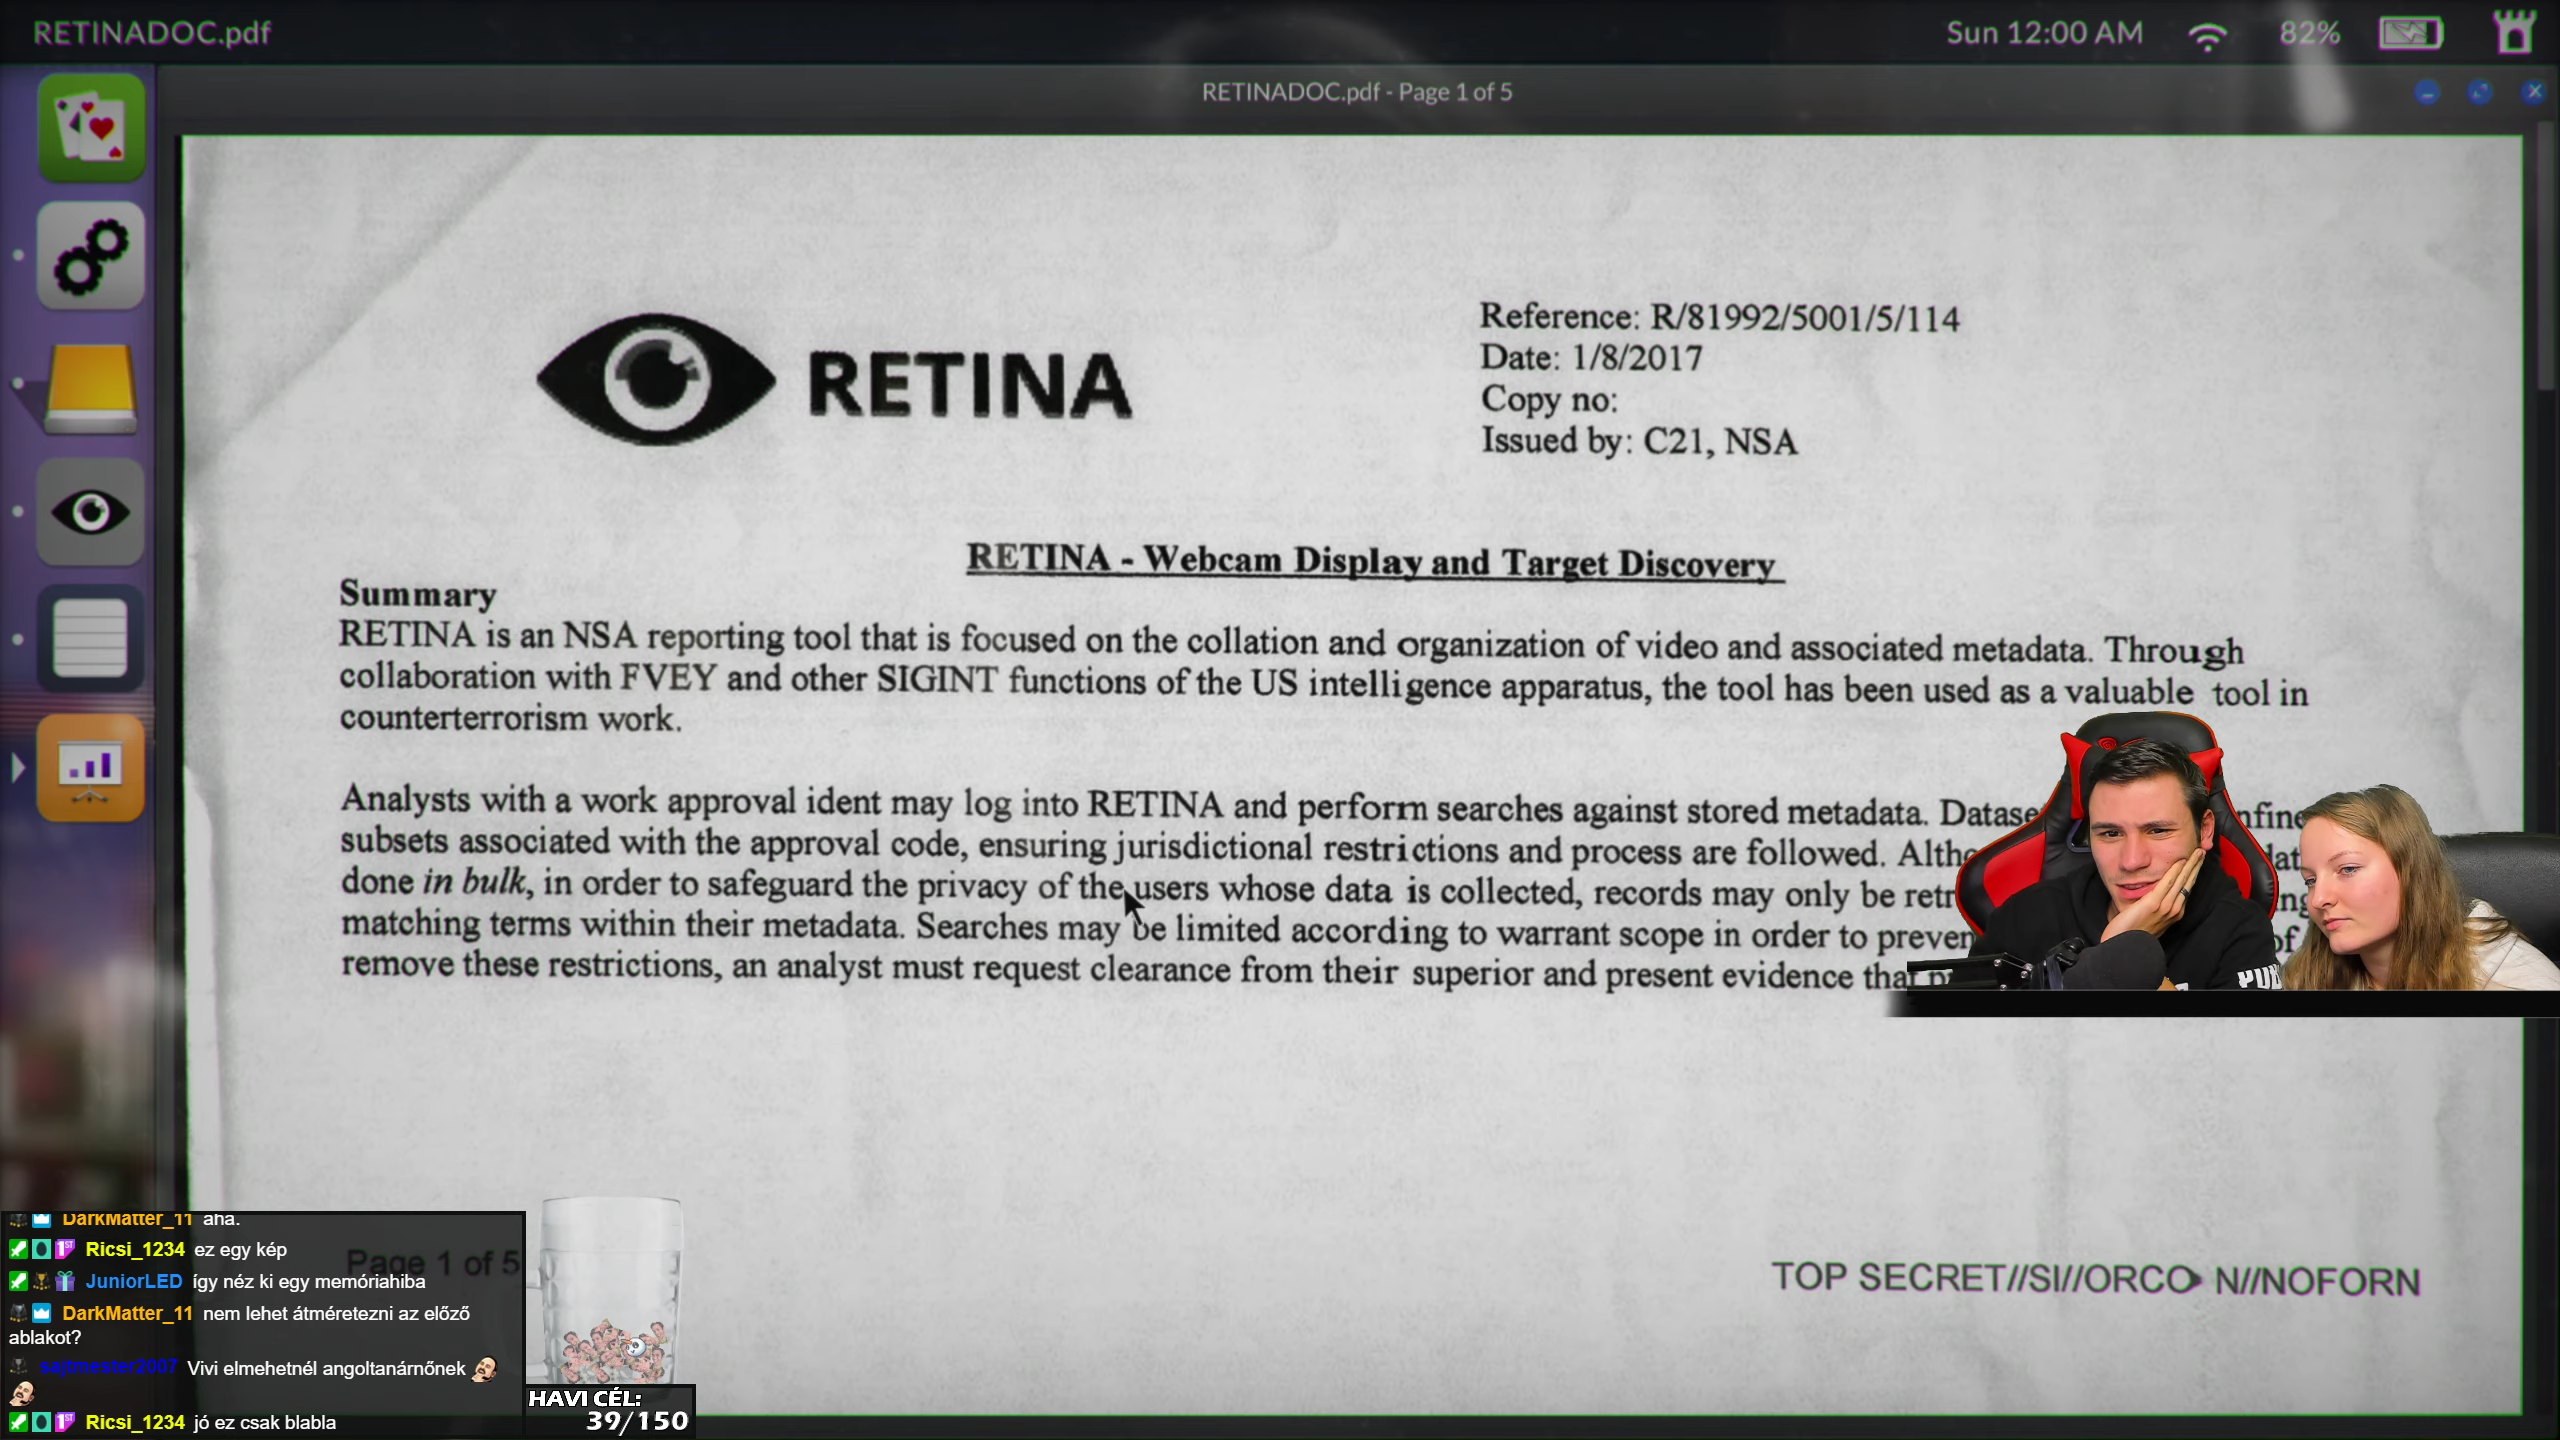 RETINADOC.pdf
Sun 12:00 AM
82%
RETINADOC.pdf - Page 1 of 5
RETINA
Reference: R/81992/5001/5/114
Date: 1/8/2017
Copy no:
Issued by: C21, NSA
RETINA - Webcam Display and Target Discovery
Summary
RETINA is an NSA reporting tool that is focused on the collation and organization of video and associated metadata. Through
collaboration with FVEY and other SIGINT functions of the US intelligence apparatus, the tool has been used as a valuable tool in
counterterrorism work.
Analysts with a work approval ident may log into RETINA and perform searches against stored metadata.
subsets associated with the approval code, ensuring jurisdictional restrictions and process are followed.
done in bulk, in order to safeguard the privacy of the users whose data is collected, records may only be
matching terms within their metadata. Searches may be limited according to warrant scope in order to
remove these restrictions, an analyst must request clearance from their superior and present evidence that
Page 1 of 5
TOP SECRET//SI//ORCON//NOFORN
DarkMatter_11 aha.
Ricsi_1234 ez egy kép
JuniorLED így néz ki egy memóriahiba
DarkMatter_11 nem lehet átméretezni az előző
ablakot?
sajtmester2007 Vivi elmehetnél angoltanárnőnek
Ricsi_1234 jó ez csak blabla
HAVI CÉL:
39/150